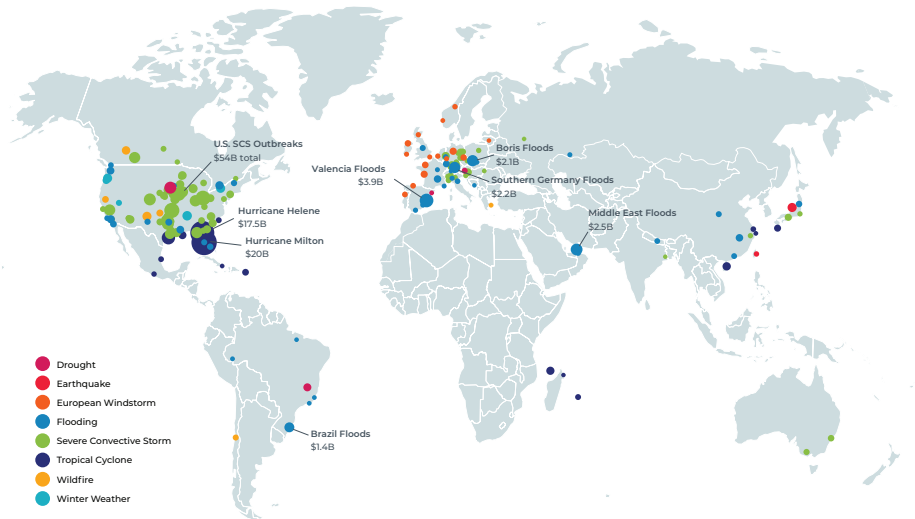 U.S. SCS Outbreaks
$54B total
Boris Floods
$2.1B
Valencia Floods
$3.9B
Southern Germany Floods
$2.2B
Hurricane Helene
$17.5B
Middle East Floods
$2.5B
Hurricane Milton
$20B
Drought
Earthquake
European Windstorm
Flooding
Severe Convective Storm
Tropical Cyclone
Wildfire
Winter Weather
Brazil Floods
$1.4B